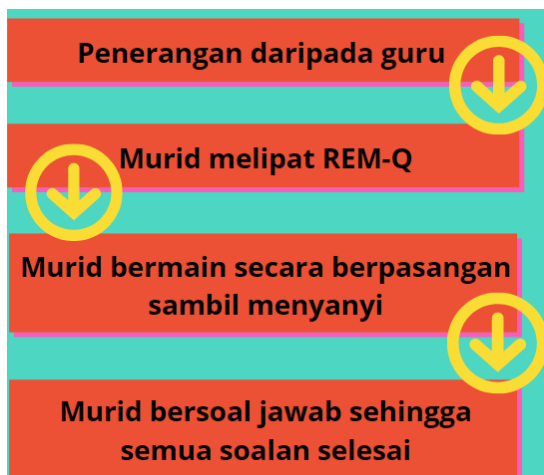 Penerangan daripada guru
Murid melipat REM-Q
Murid bermain secara berpasangan
sambil menyanyi
Murid bersoal jawab sehingga
semua soalan selesai